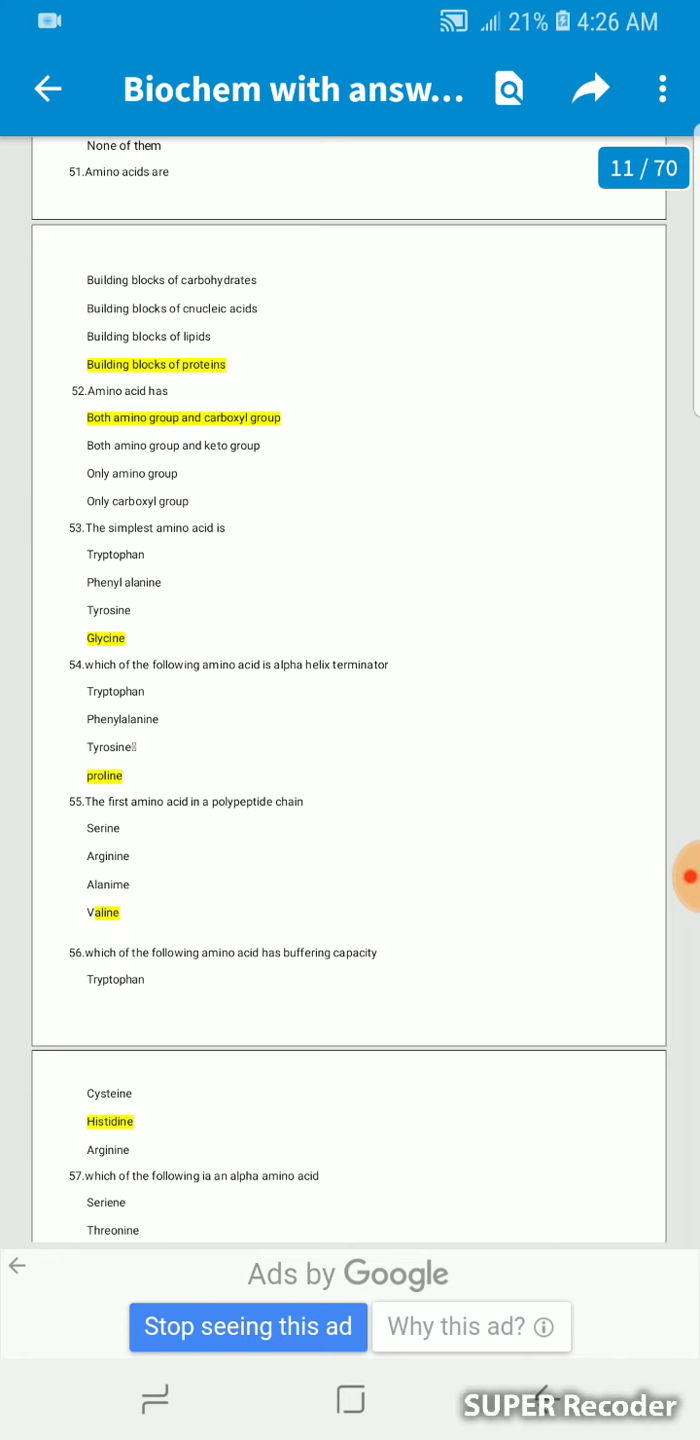 21% 4:26 AM
Biochem with answ...
None of them
11 / 70
51.Amino acids are
Building blocks of carbohydrates
Building blocks of cnucleic acids
Building blocks of lipids
Building blocks of proteins
52.Amino acid has
Both amino group and carboxyl group
Both amino group and keto group
Only amino group
Only carboxyl group
53.The simplest amino acid is
Tryptophan
Phenyl alanine
Tyrosine
Glycine
54.which of the following amino acid is alpha helix terminator
Tryptophan
Phenylalanine
Tyrosine
proline
55.The first amino acid in a polypeptide chain
Serine
Arginine
Alanime
Valine
56.which of the following amino acid has buffering capacity
Tryptophan
Cysteine
Histidine
Arginine
57.which of the following ia an alpha amino acid
Seriene
Threonine
Ads by Google
Stop seeing this ad Why this ad?
SUPER Recoder